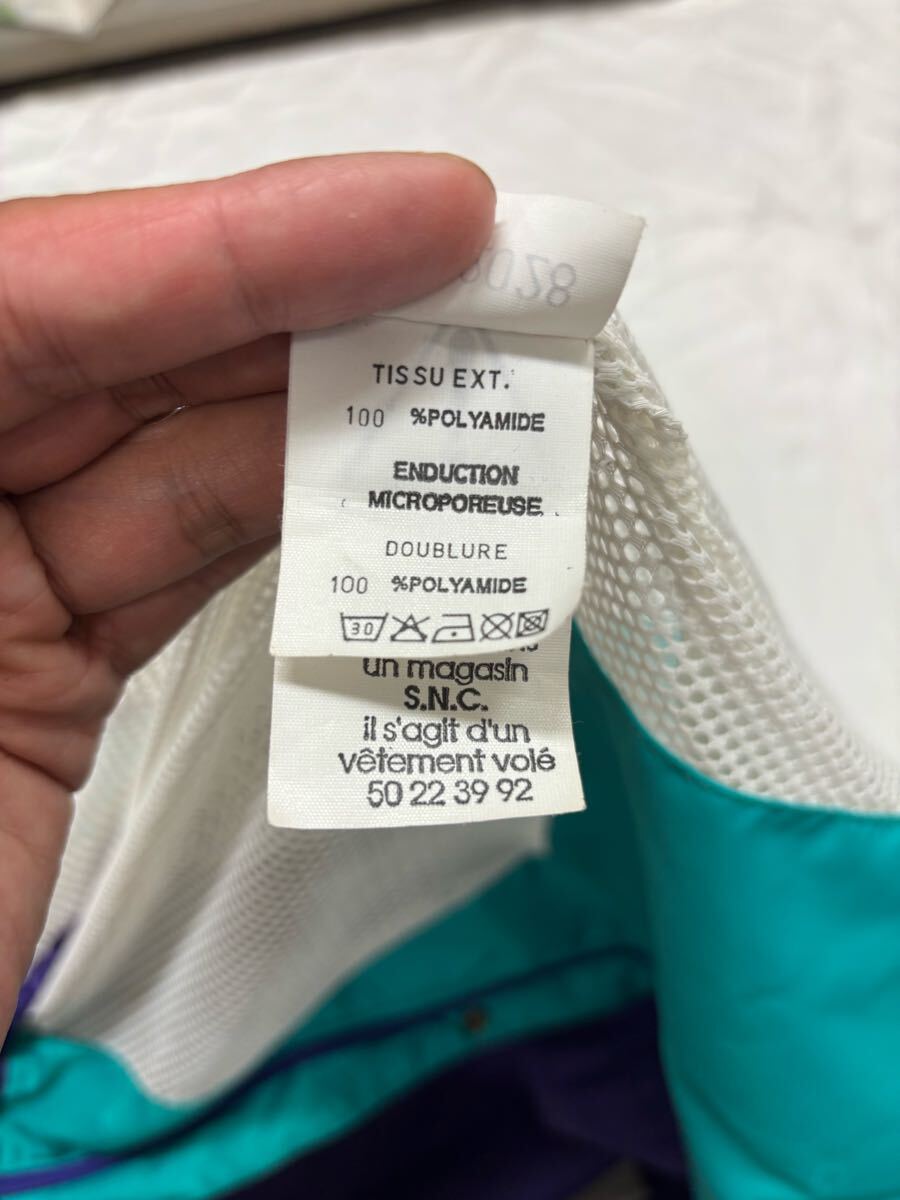 TISSU EXT.
100 %POLYAMIDE
ENDUCTION
MICROPOREUSE
DOUBLURE
100 %POLYAMIDE
30
un magasin
S.N.C.
il s'agit d'un
vêtement volé
50 22 39 92